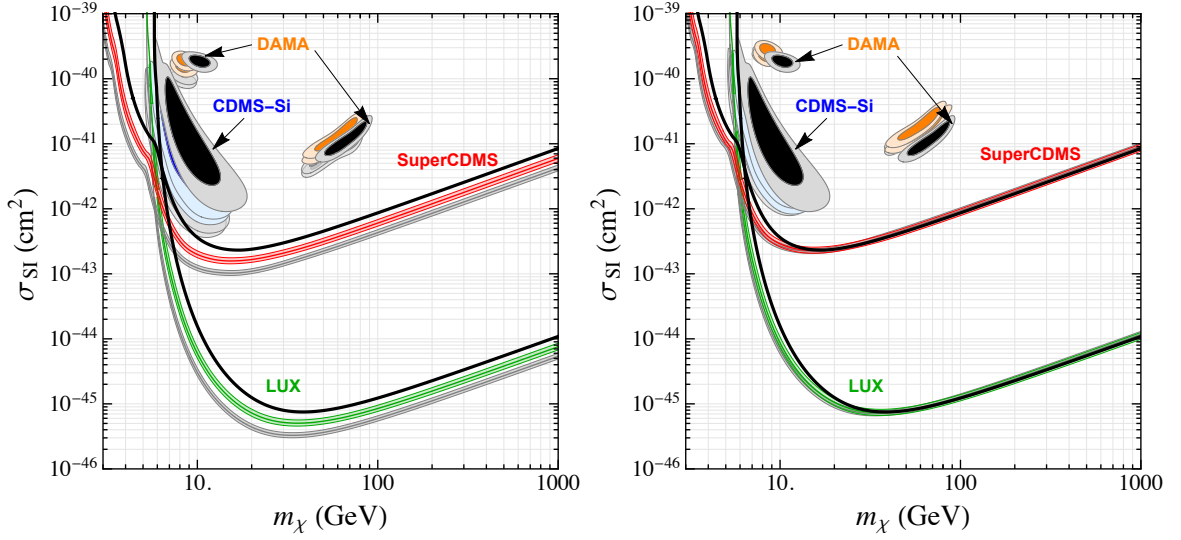 10⁻³⁹
10⁻⁴⁰
10⁻⁴¹
10⁻⁴²
10⁻⁴³
10⁻⁴⁴
10⁻⁴⁵
10⁻⁴⁶
σ SI (cm²)
DAMA
CDMS–Si
SuperCDMS
LUX
10. 100 1000
mχ (GeV)
10⁻³⁹
10⁻⁴⁰
10⁻⁴¹
10⁻⁴²
10⁻⁴³
10⁻⁴⁴
10⁻⁴⁵
10⁻⁴⁶
σ SI (cm²)
DAMA
CDMS–Si
SuperCDMS
LUX
10. 100 1000
mχ (GeV)